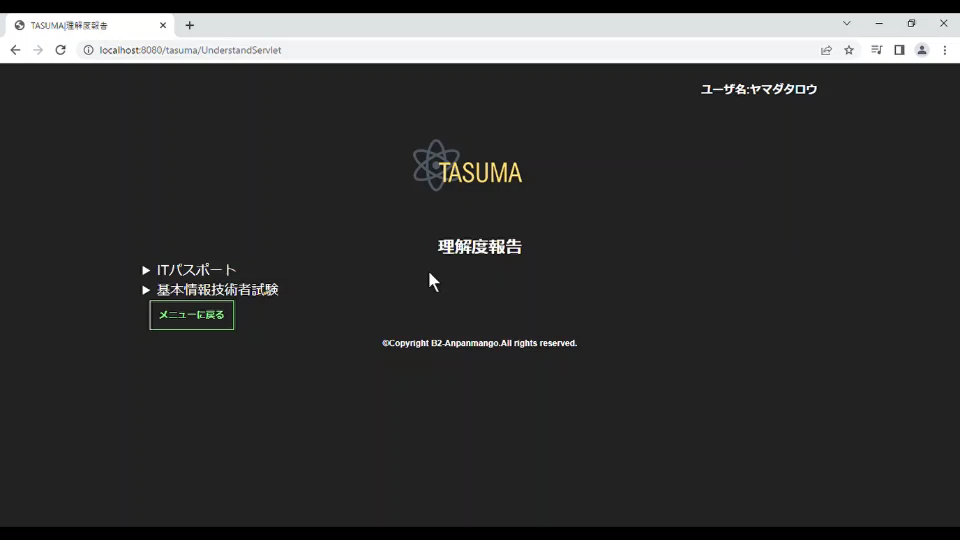 TASUMA|理解度報告
localhost:8080/tasuma/UnderstandServlet
ユーザ名:ヤマダタロウ
TASUMA
理解度報告
ITパスポート
基本情報技術者試験
メニューに戻る
©Copyright B2-Anpanmango.All rights reserved.